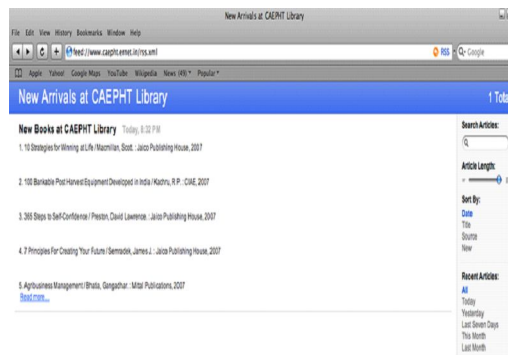 New Arrivals at CAEPHT Library
File Edit View History Bookmarks Window Help
feed://www.caepht.ernet.in/rss.xml RSS Q- Google
Apple Yahoo! Google Maps YouTube Wikipedia News (49) Popular
New Arrivals at CAEPHT Library 1 Tota
New Books at CAEPHT Library Today, 8:32 PM
1. 10 Strategies for Winning at Life / Macmillan, Scott. : Jaico Publishing House, 2007
2. 100 Bankable Post Harvest Equipment Developed in India / Kachru, R.P. : CIAE, 2007
3. 365 Steps to Self-Confidence / Preston, David Lawrence. : Jaico Publishing House, 2007
4. 7 Principles For Creating Your Future / Semradek, James J. : Jaico Publishing House, 2007
5. Agribusiness Management / Bhatia, Gangadhar. : Mittal Publications, 2007
Read more...
Search Articles:
Article Length:
Sort By:
Date
Title
Source
New
Recent Articles:
All
Today
Yesterday
Last Seven Days
This Month
Last Month